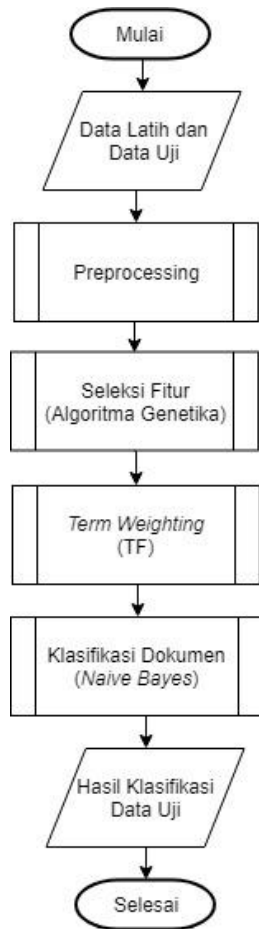 Mulai
Data Latih dan
Data Uji
Preprocessing
Seleksi Fitur
(Algoritma Genetika)
Term Weighting
(TF)
Klasifikasi Dokumen
(Naive Bayes)
Hasil Klasifikasi
Data Uji
Selesai